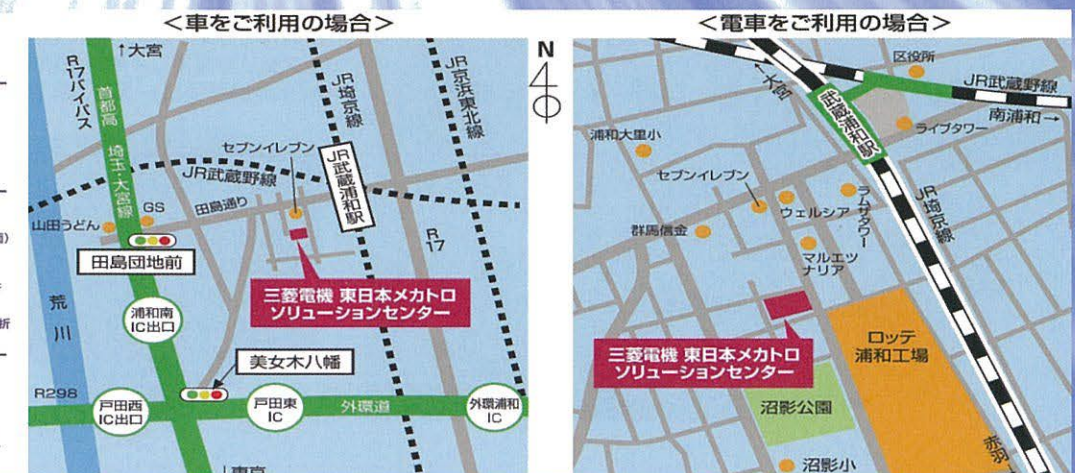 <車をご利用の場合>
↑大宮
R17バイパス
首都高 埼玉・大宮線
JR埼京線
JR京浜東北線
セブンイレブン
JR武蔵野線
JR武蔵浦和駅
田島通り
GS
山田うどん
R17
田島団地前
三菱電機 東日本メカトロ
ソリューションセンター
荒川
浦和南
IC出口
美女木八幡
R298
戸田西
IC出口
戸田東
IC
外環道
外環浦和
IC
↓東京
N
<電車をご利用の場合>
区役所
↑大宮
JR武蔵野線
武蔵浦和駅
南浦和→
ライブタワー
浦和大里小
セブンイレブン
ラムザタワー
ウェルシア
JR埼京線
群馬信金
マルエツ
ナリア
三菱電機 東日本メカトロ
ソリューションセンター
ロッテ
浦和工場
沼影公園
沼影小
赤羽
折